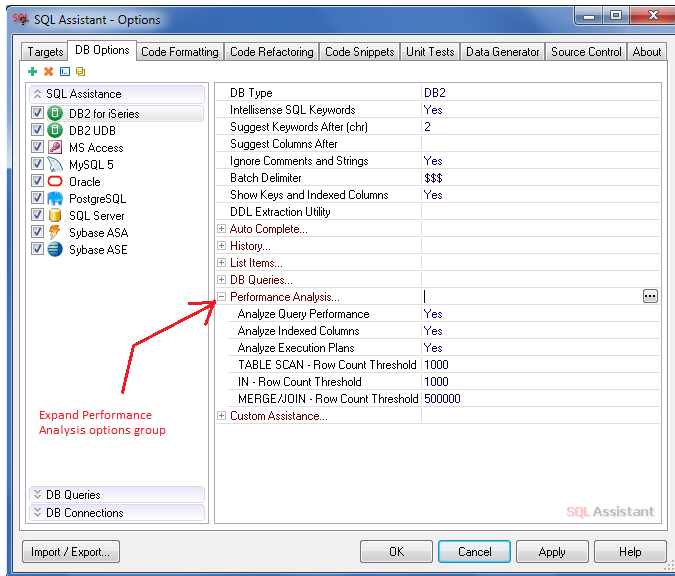 SQL Assistant - Options
Targets DB Options Code Formatting Code Refactoring Code Snippets Unit Tests Data Generator Source Control About
SQL Assistance
DB2 for iSeries
DB2 UDB
MS Access
MySQL 5
Oracle
PostgreSQL
SQL Server
Sybase ASA
Sybase ASE
DB Queries
DB Connections
DB Type DB2
Intellisense SQL Keywords Yes
Suggest Keywords After (chr) 2
Suggest Columns After
Ignore Comments and Strings Yes
Batch Delimiter $$$
Show Keys and Indexed Columns Yes
DDL Extraction Utility
Auto Complete...
History...
List Items...
DB Queries...
Performance Analysis...
Analyze Query Performance Yes
Analyze Indexed Columns Yes
Analyze Execution Plans Yes
TABLE SCAN - Row Count Threshold 1000
IN - Row Count Threshold 1000
MERGE/JOIN - Row Count Threshold 500000
Custom Assistance...
Expand Performance
Analysis options group
SQL Assistant
Import / Export... OK Cancel Apply Help